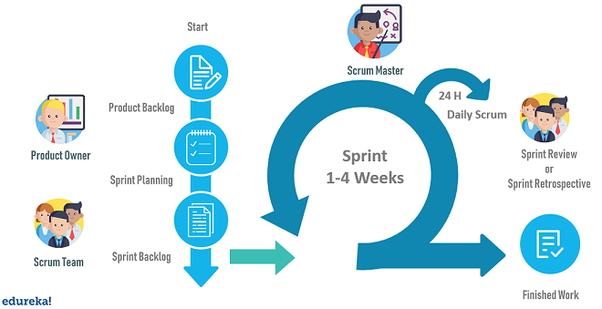 Start
Product Backlog
Product Owner
Sprint Planning
Scrum Team
Sprint Backlog
Scrum Master
24 H
Daily Scrum
Sprint
1-4 Weeks
Sprint Review
or
Sprint Retrospective
Finished Work
edureka!